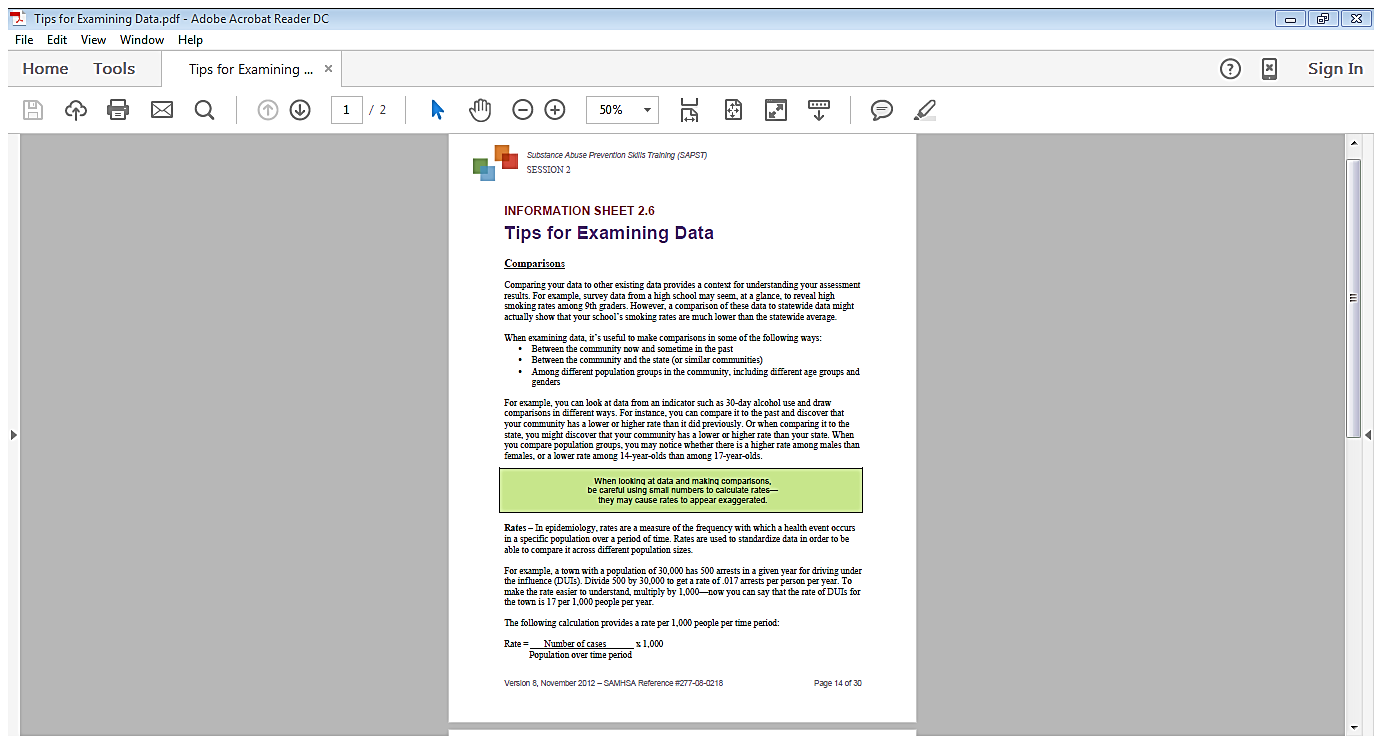 Tips for Examining Data.pdf - Adobe Acrobat Reader DC
File Edit View Window Help
Home Tools Tips for Examining ... × Sign In
1 / 2 50%
Substance Abuse Prevention Skills Training (SAPST)
SESSION 2
INFORMATION SHEET 2.6
Tips for Examining Data
Comparisons
Comparing your data to other existing data provides a context for understanding your assessment
results. For example, survey data from a high school may seem, at a glance, to reveal high
smoking rates among 9th graders. However, a comparison of these data to statewide data might
actually show that your school's smoking rates are much lower than the statewide average.
When examining data, it's useful to make comparisons in some of the following ways:
• Between the community now and sometime in the past
• Between the community and the state (or similar communities)
• Among different population groups in the community, including different age groups and
genders
For example, you can look at data from an indicator such as 30-day alcohol use and draw
comparisons in different ways. For instance, you can compare it to the past and discover that
your community has a lower or higher rate than it did previously. Or when comparing it to the
state, you might discover that your community has a lower or higher rate than your state. When
you compare population groups, you may notice whether there is a higher rate among males than
females, or a lower rate among 14-year-olds than among 17-year-olds.
When looking at data and making comparisons,
be careful using small numbers to calculate rates—
they may cause rates to appear exaggerated.
Rates – In epidemiology, rates are a measure of the frequency with which a health event occurs
in a specific population over a period of time. Rates are used to standardize data in order to be
able to compare it across different population sizes.
For example, a town with a population of 30,000 has 500 arrests in a given year for driving under
the influence (DUIs). Divide 500 by 30,000 to get a rate of .017 arrests per person per year. To
make the rate easier to understand, multiply by 1,000—now you can say that the rate of DUIs for
the town is 17 per 1,000 people per year.
The following calculation provides a rate per 1,000 people per time period:
Rate = Number of cases x 1,000
Population over time period
Version 8, November 2012 – SAMHSA Reference #277-08-0218 Page 14 of 30